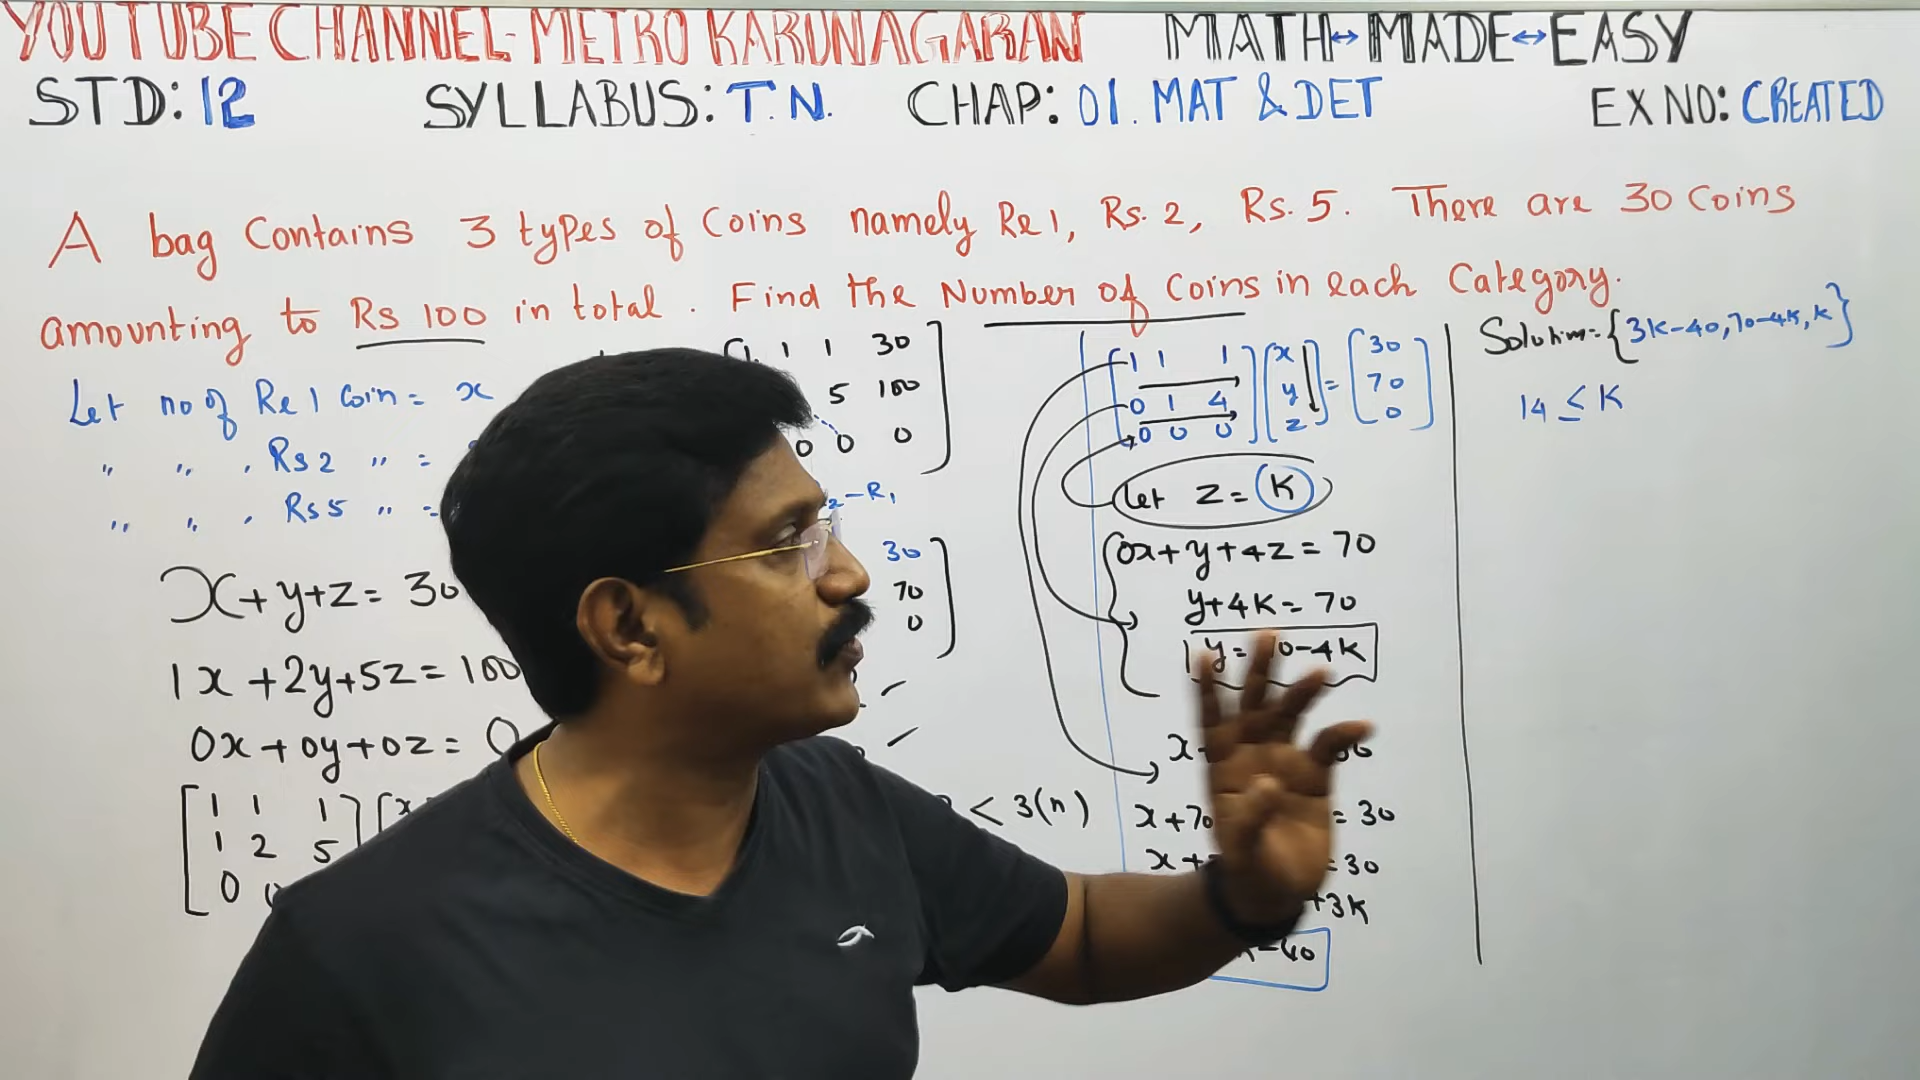 YOUTUBE CHANNEL- METRO KARUNAGARAN MATH↔MADE↔EASY
STD: 12 SYLLABUS: T.N. CHAP: 01. MAT & DET EX NO: CREATED
A bag Contains 3 types of Coins namely Re 1, Rs. 2, Rs. 5. There are 30 Coins
amounting to Rs 100 in total. Find the Number of Coins in each Category.
Let no of Re 1 Coin = x
" " , Rs 2 " =
" " , Rs 5 " =
x+y+z = 30
1x+2y+5z = 100
0x+0y+0z = 0
1 1 1
1 2 5
0
1 1 30
5 100
0 0 0
2-R1
30
70
0
< 3(n)
[1 1 1 [x = [30
0 1 4 y 70
0 0 0] z] 0]
Let z = K
0x+y+4z = 70
y+4K = 70
y = 70-4K
x+70 = 30
= 30
+3K
K-40
Solution = {3K-40, 70-4K, K}
14 ≤ K